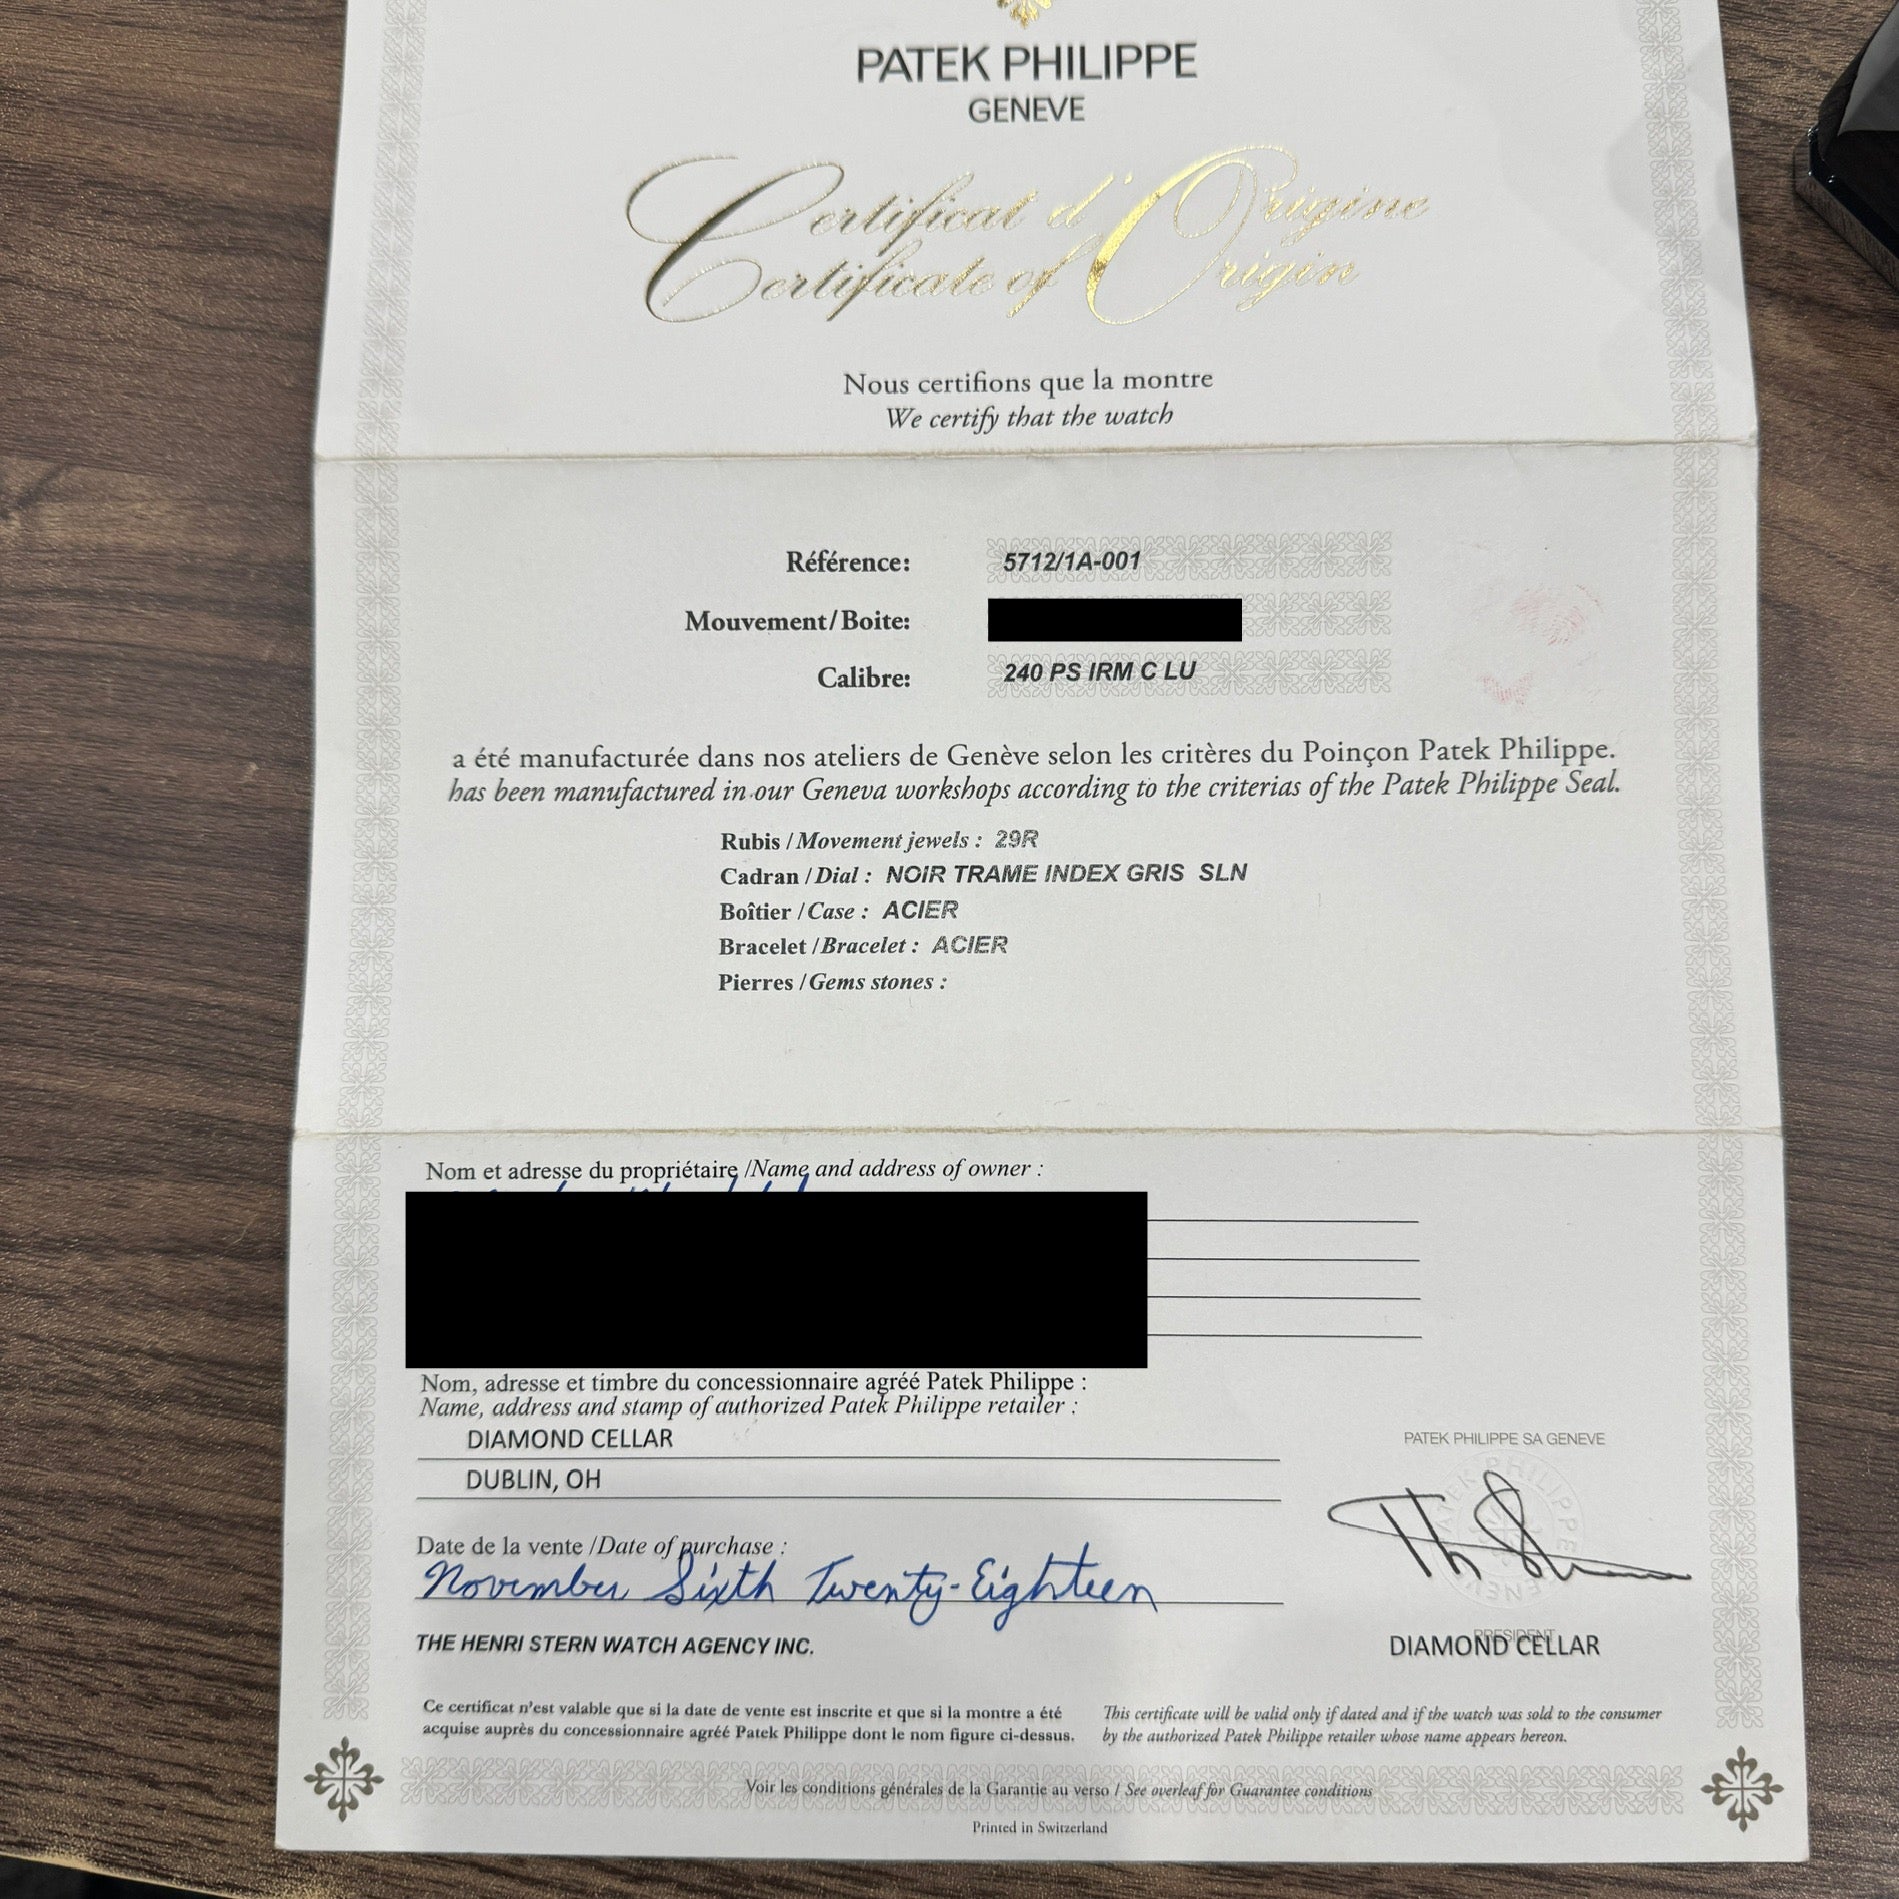 PATEK PHILIPPE
GENEVE
Certificat d'Origine
Certificate of Origin
Nous certifions que la montre
We certify that the watch
Référence: 5712/1A-001
Mouvement/Boite:
Calibre: 240 PS IRM C LU
a été manufacturée dans nos ateliers de Genève selon les critères du Poinçon Patek Philippe.
has been manufactured in our Geneva workshops according to the criterias of the Patek Philippe Seal.
Rubis / Movement jewels : 29R
Cadran / Dial : NOIR TRAME INDEX GRIS SLN
Boîtier / Case : ACIER
Bracelet / Bracelet : ACIER
Pierres / Gems stones :
Nom et adresse du propriétaire / Name and address of owner :
Nom, adresse et timbre du concessionnaire agréé Patek Philippe :
Name, address and stamp of authorized Patek Philippe retailer :
DIAMOND CELLAR
DUBLIN, OH
PATEK PHILIPPE SA GENEVE
Date de la vente / Date of purchase :
November Sixth Twenty-Eighteen
THE HENRI STERN WATCH AGENCY INC.
PRESIDENT
DIAMOND CELLAR
Ce certificat n'est valable que si la date de vente est inscrite et que si la montre a été
acquise auprès du concessionnaire agréé Patek Philippe dont le nom figure ci-dessus.
This certificate will be valid only if dated and if the watch was sold to the consumer
by the authorized Patek Philippe retailer whose name appears hereon.
Voir les conditions générales de la Garantie au verso / See overleaf for Guarantee conditions
Printed in Switzerland